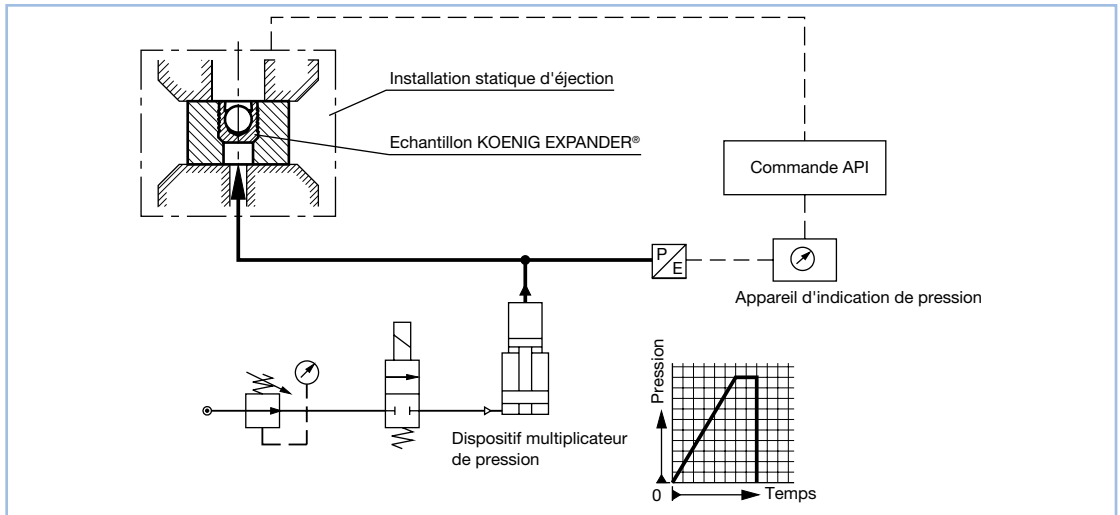 Installation statique d'éjection
Echantillon KOENIG EXPANDER®
Commande API
P/E
Appareil d'indication de pression
Dispositif multiplicateur
de pression
Pression
0
Temps